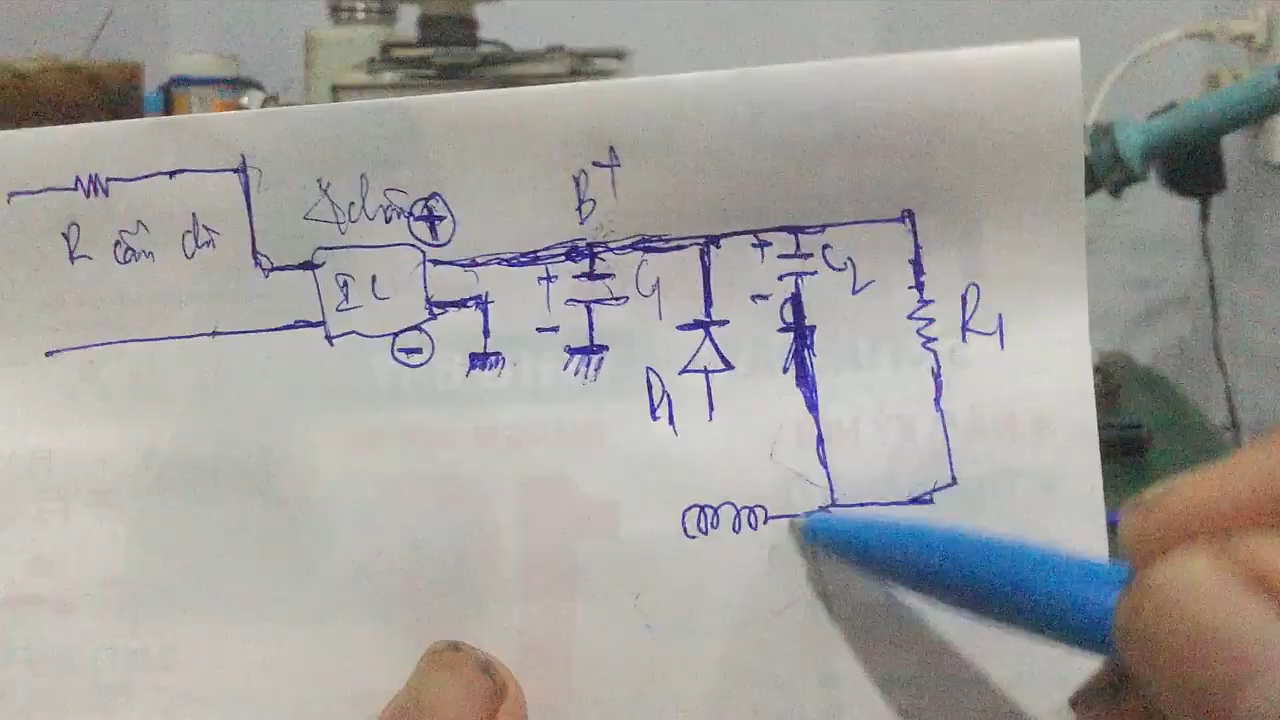 B+
+
R cầu chì
IC
-
+
-
C1
+
-
C2
R1
D1